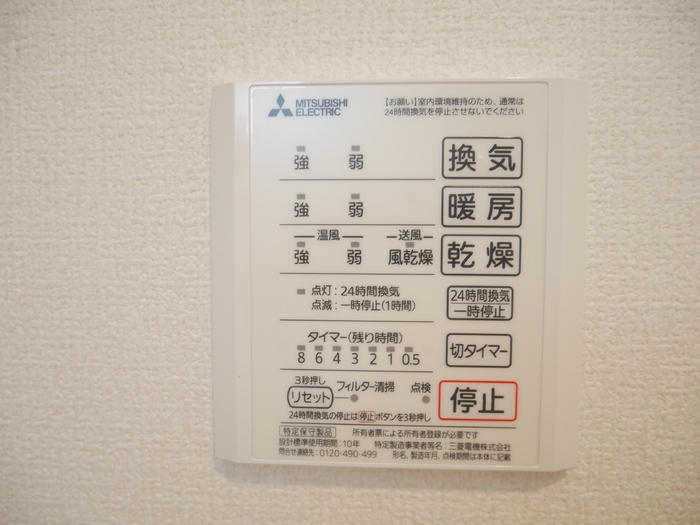 MITSUBISHI
ELECTRIC
【お願い】室内環境維持のため、通常は
24時間換気を停止させないでください
強 弱 換気
強 弱 暖房
温風 送風
強 弱 風乾燥 乾燥
点灯:24時間換気
点滅:一時停止(1時間)
24時間換気
一時停止
タイマー(残り時間)
8 6 4 3 2 1 0.5
切タイマー
3秒押し
リセット フィルター清掃 点検
停止
24時間換気の停止は停止ボタンを3秒押し
特定保守製品 所有者票による所有者登録が必要です
設計標準使用期間:10年 特定製造事業者等名:三菱電機株式会社
問合せ連絡先:0120-490-499 形名、製造年月、点検期間は本体に記載